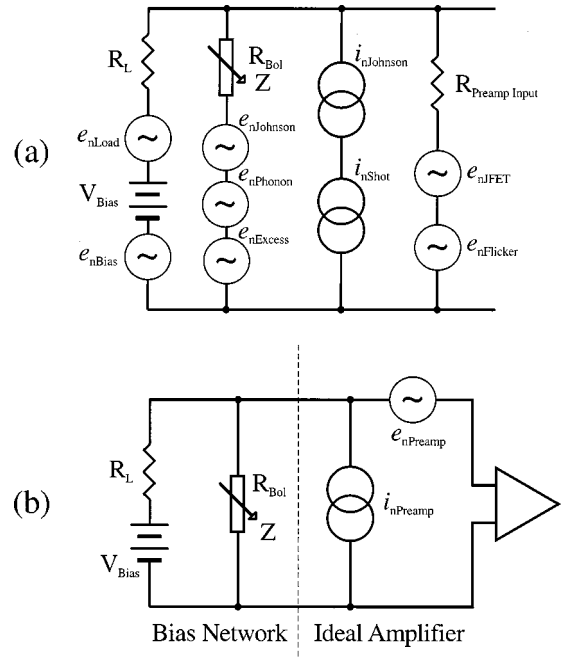 (a)
R_L
e_nLoad
V_Bias
e_nBias
R_Bol
Z
e_nJohnson
e_nPhonon
e_nExcess
i_nJohnson
i_nShot
R_Preamp Input
e_nJFET
e_nFlicker
(b)
R_L
V_Bias
R_Bol
Z
i_nPreamp
e_nPreamp
Bias Network
Ideal Amplifier